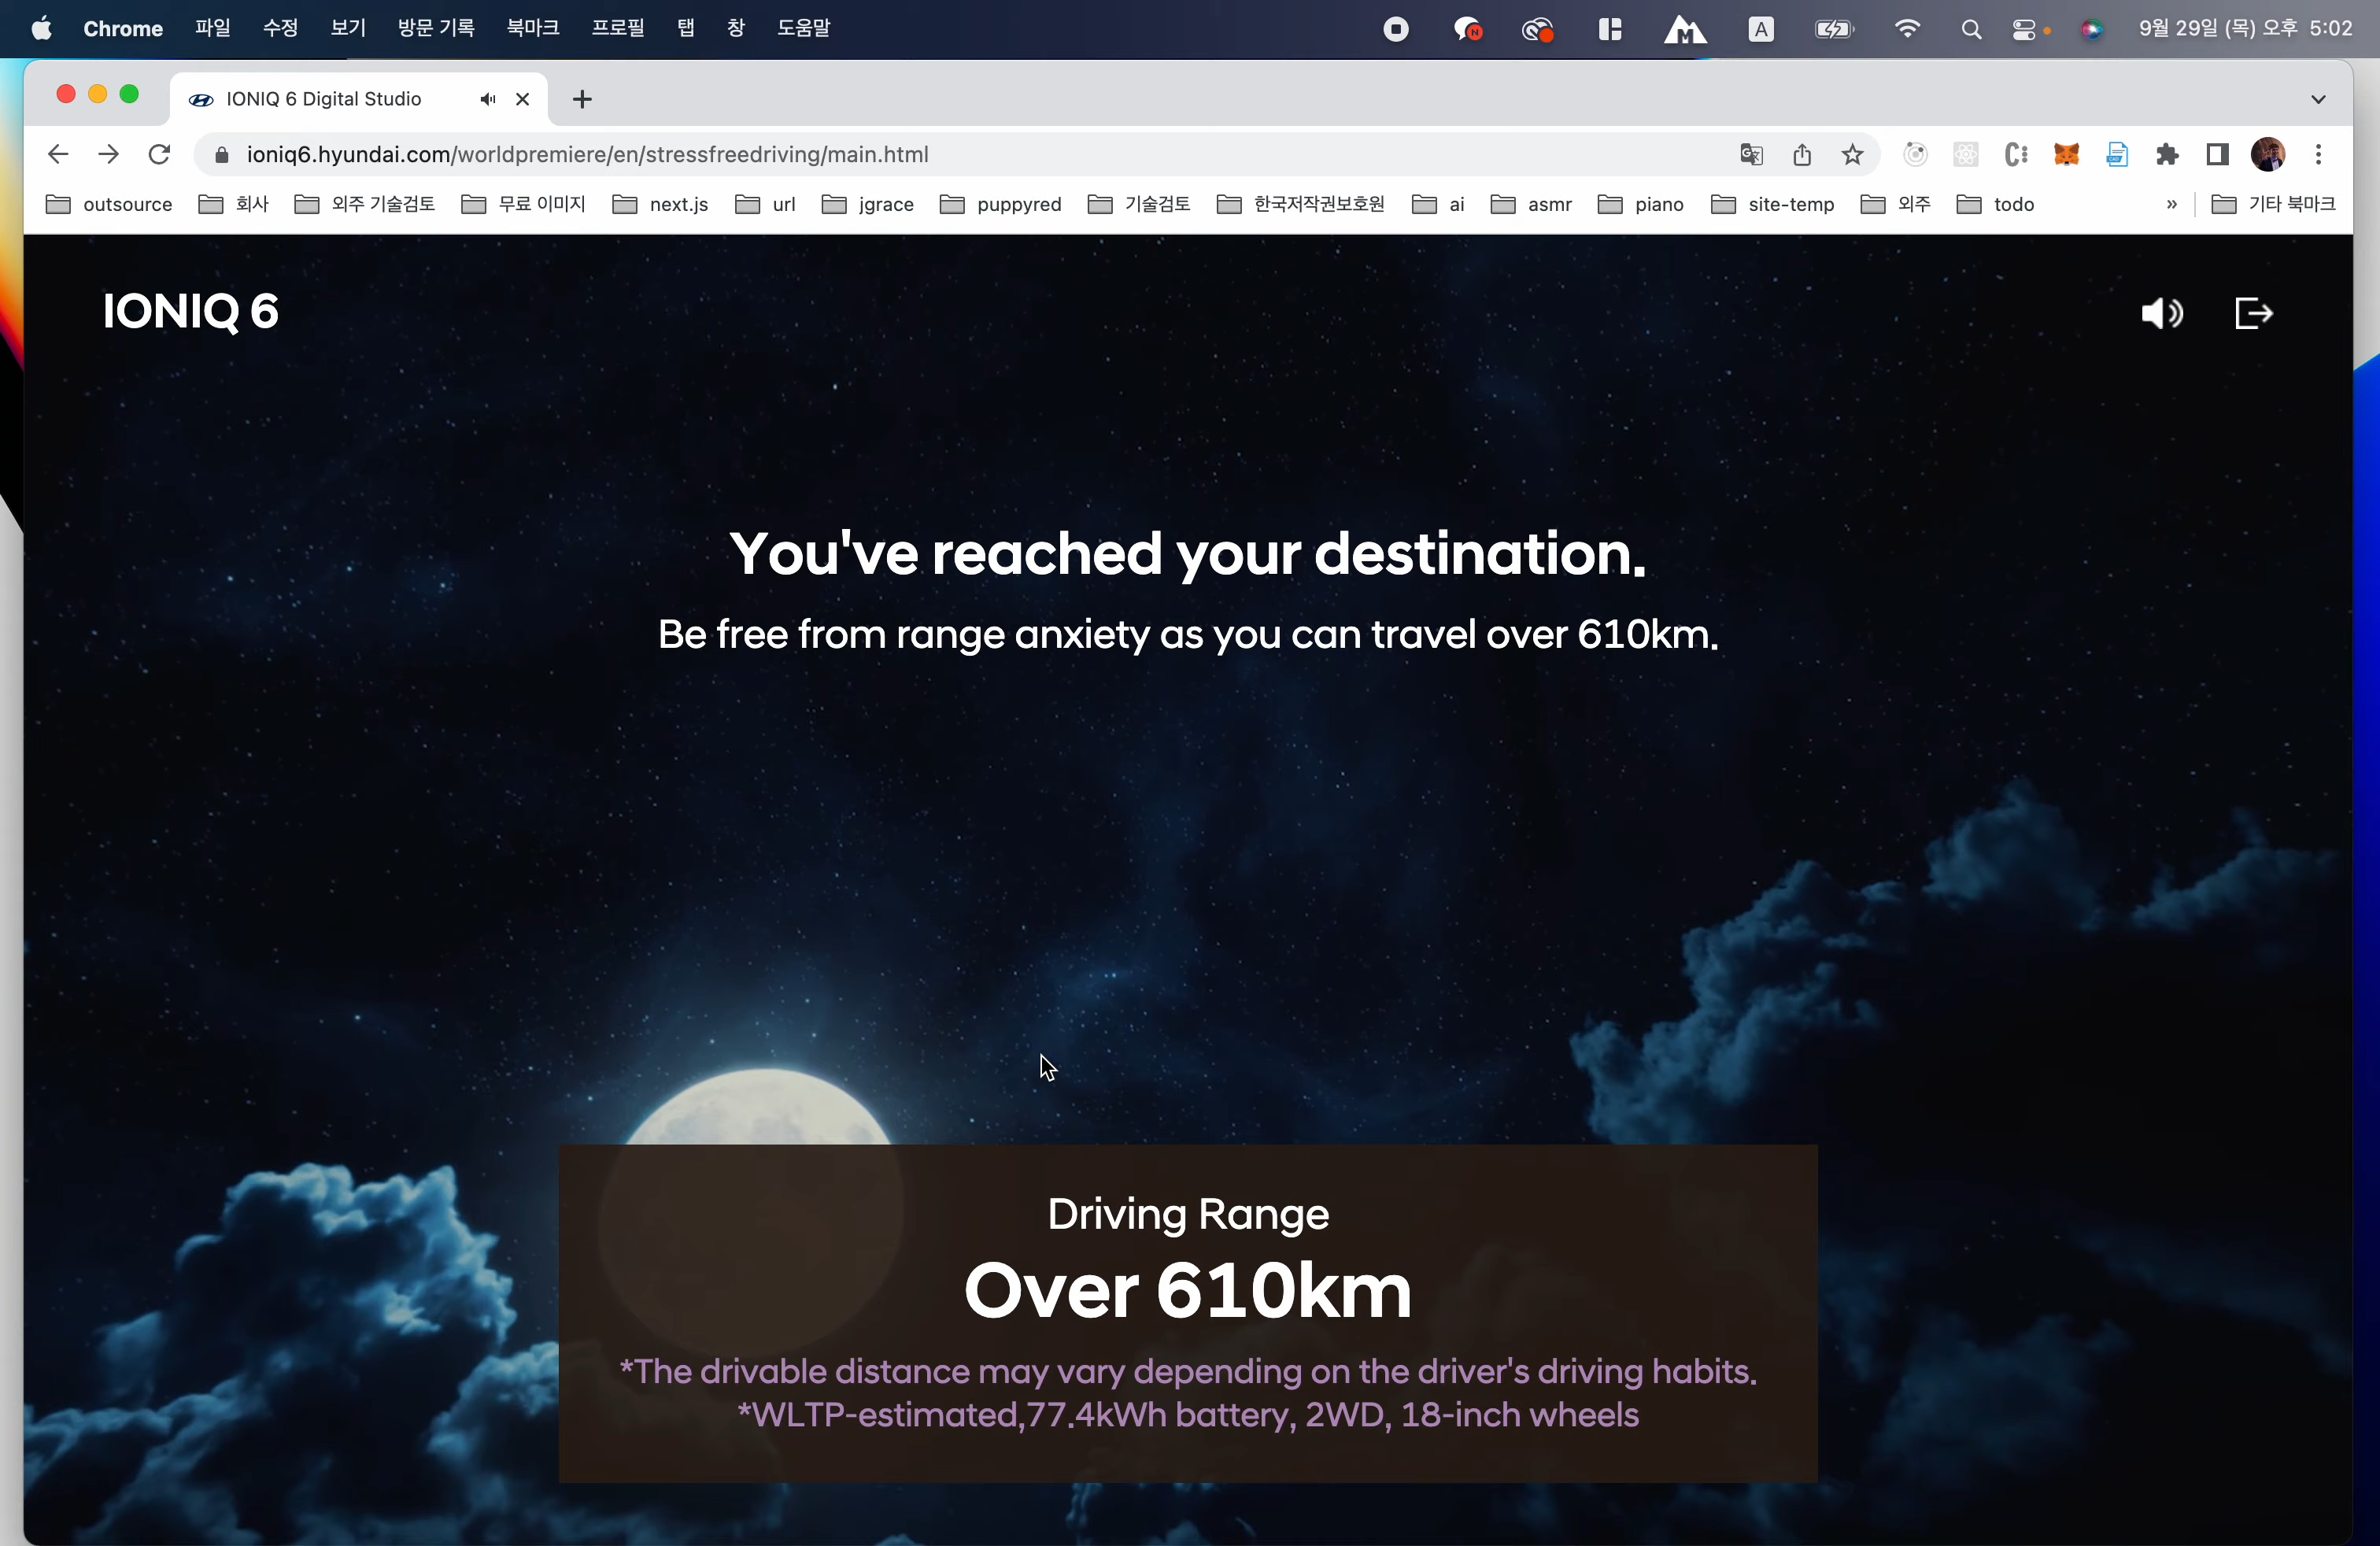 Chrome 파일 수정 보기 방문 기록 북마크 프로필 탭 창 도움말 A 9월 29일 (목) 오후 5:02
IONIQ 6 Digital Studio
ioniq6.hyundai.com/worldpremiere/en/stressfreedriving/main.html
outsource 회사 외주 기술검토 무료 이미지 next.js url jgrace puppyred 기술검토 한국저작권보호원 ai asmr piano site-temp 외주 todo » 기타 북마크
IONIQ 6
You've reached your destination.
Be free from range anxiety as you can travel over 610km.
Driving Range
Over 610km
*The drivable distance may vary depending on the driver's driving habits.
*WLTP-estimated,77.4kWh battery, 2WD, 18-inch wheels